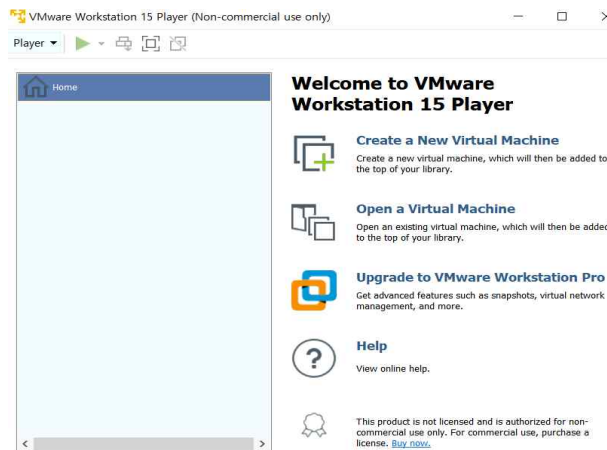 VMware Workstation 15 Player (Non-commercial use only)
Player
Home
Welcome to VMware
Workstation 15 Player
Create a New Virtual Machine
Create a new virtual machine, which will then be added to
the top of your library.
Open a Virtual Machine
Open an existing virtual machine, which will then be added
to the top of your library.
Upgrade to VMware Workstation Pro
Get advanced features such as snapshots, virtual network
management, and more.
Help
View online help.
This product is not licensed and is authorized for non-
commercial use only. For commercial use, purchase a
license. Buy now.